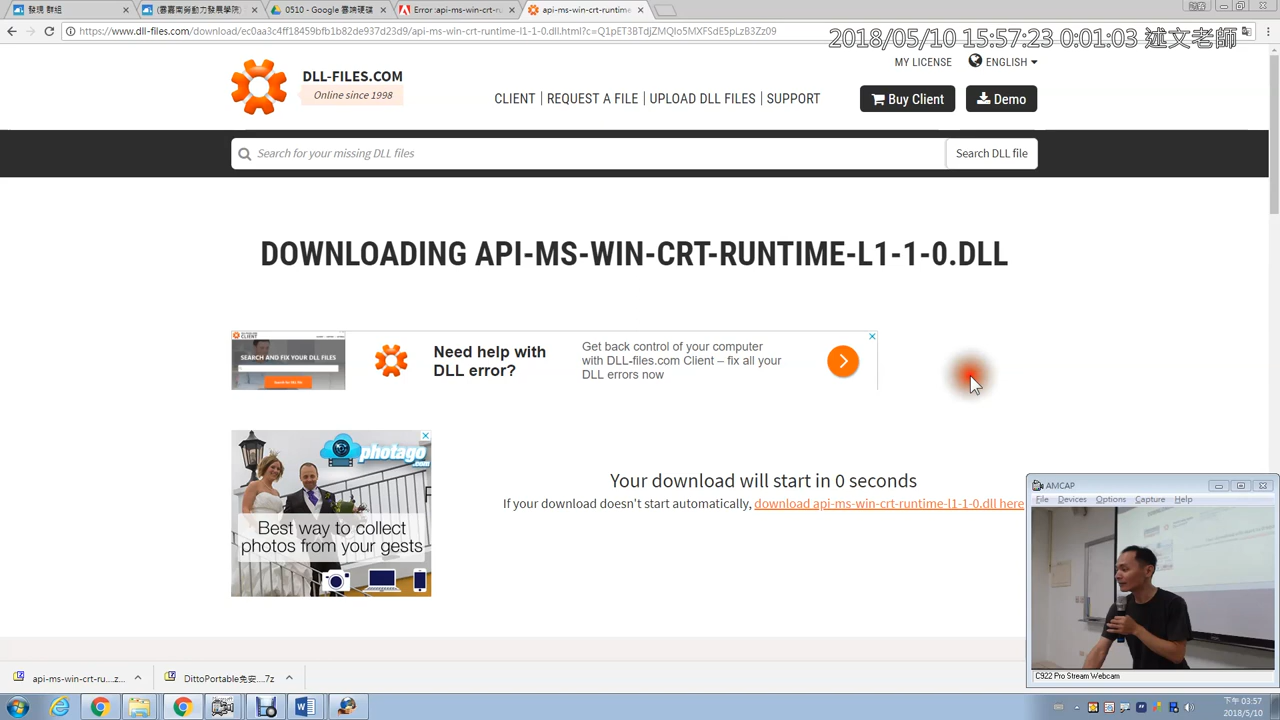 發現 群組
(雲嘉南勞動力發展學院)
0510 - Google 雲端硬碟
Error :api-ms-win-crt-ru
api-ms-win-crt-runtime
https://www.dll-files.com/download/ec0aa3c4ff18459bfb1b82de937d23d9/api-ms-win-crt-runtime-l1-1-0.dll.html?c=Q1pET3BTdjZMQlo5MXFSdE5pLzB3Zz09
2018/05/10 15:57:23 0:01:03 述文老師
DLL-FILES.COM
Online since 1998
MY LICENSE
ENGLISH
CLIENT | REQUEST A FILE | UPLOAD DLL FILES | SUPPORT
Buy Client
Demo
Search for your missing DLL files
Search DLL file
DOWNLOADING API-MS-WIN-CRT-RUNTIME-L1-1-0.DLL
CLIENT
SEARCH AND FIX YOUR DLL FILES
Need help with
DLL error?
Get back control of your computer
with DLL-files.com Client – fix all your
DLL errors now
photago.com
Best way to collect
photos from your gests
Your download will start in 0 seconds
If your download doesn't start automatically, download api-ms-win-crt-runtime-l1-1-0.dll here
AMCAP
File Devices Options Capture Help
C922 Pro Stream Webcam
api-ms-win-crt-ru....z...
DittoPortable免安....7z
下午 03:57
2018/5/10